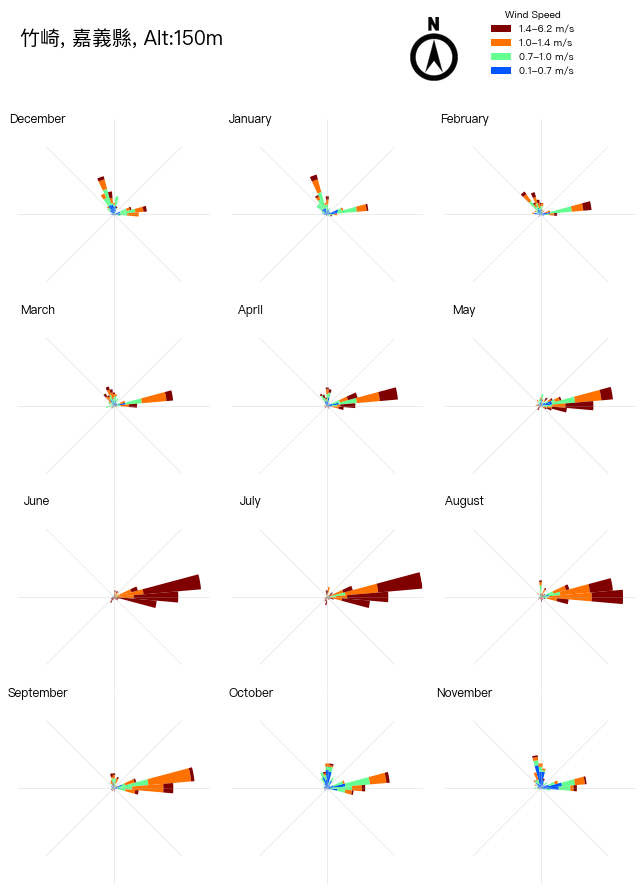 竹崎, 嘉義縣, Alt:150m
N
Wind Speed
1.4–6.2 m/s
1.0–1.4 m/s
0.7–1.0 m/s
0.1–0.7 m/s
December
January
February
March
April
May
June
July
August
September
October
November